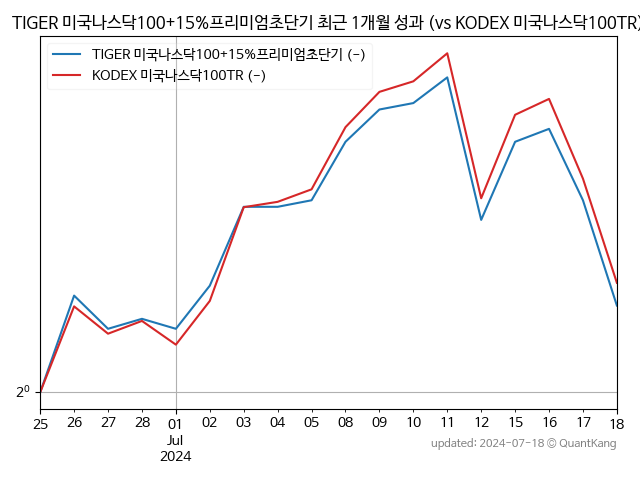 TIGER 미국나스닥100+15%프리미엄초단기 최근 1개월 성과 (vs KODEX 미국나스닥100TR)
TIGER 미국나스닥100+15%프리미엄초단기 (-)
KODEX 미국나스닥100TR (-)
2⁰
25 26 27 28 01 02 03 04 05 08 09 10 11 12 15 16 17 18
Jul
2024
updated: 2024-07-18 © QuantKang